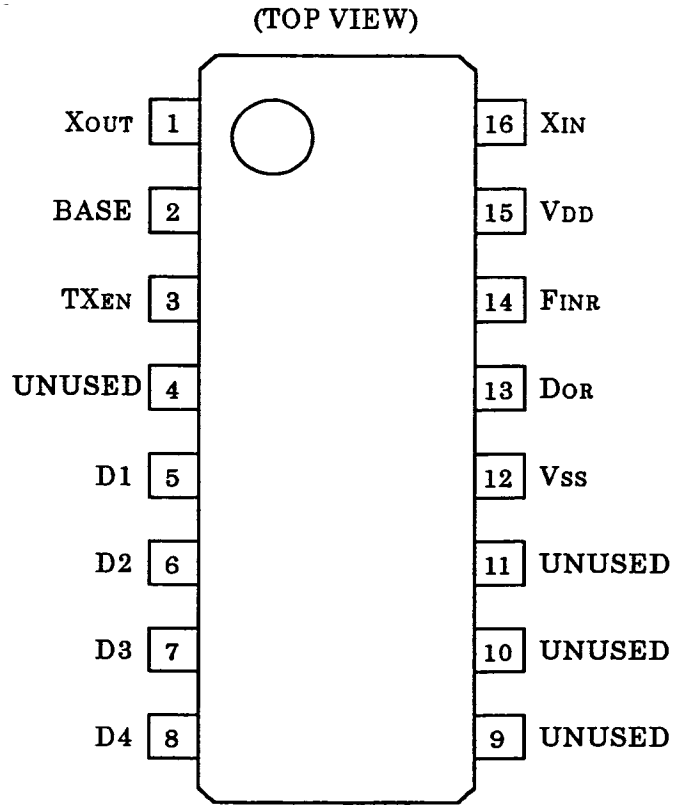 (TOP VIEW)
XOUT 1 16 XIN
BASE 2 15 VDD
TXEN 3 14 FINR
UNUSED 4 13 DOR
D1 5 12 VSS
D2 6 11 UNUSED
D3 7 10 UNUSED
D4 8 9 UNUSED